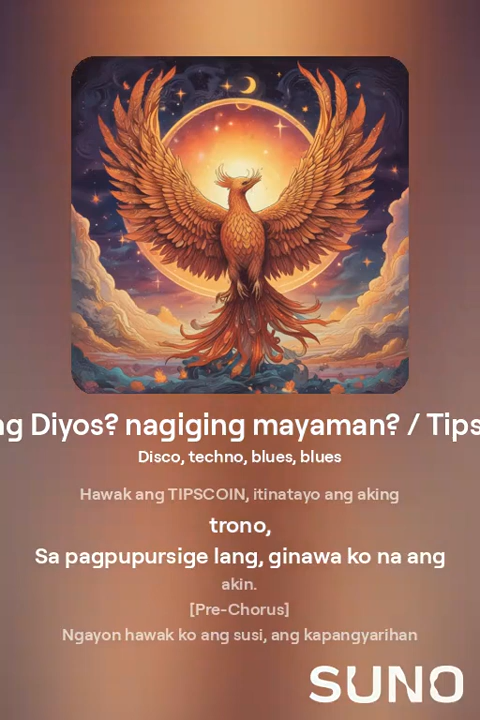 ng Diyos? nagiging mayaman? / Tips
Disco, techno, blues, blues
Hawak ang TIPSCOIN, itinatayo ang aking
trono,
Sa pagpupursige lang, ginawa ko na ang
akin.
[Pre-Chorus]
Ngayon hawak ko ang susi, ang kapangyarihan
SUNO